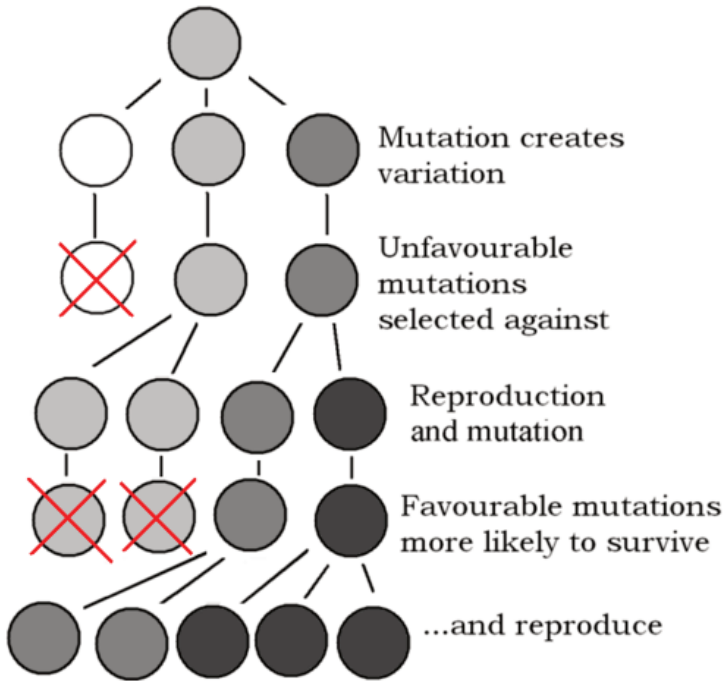 Mutation creates
variation
Unfavourable
mutations
selected against
Reproduction
and mutation
Favourable mutations
more likely to survive
...and reproduce